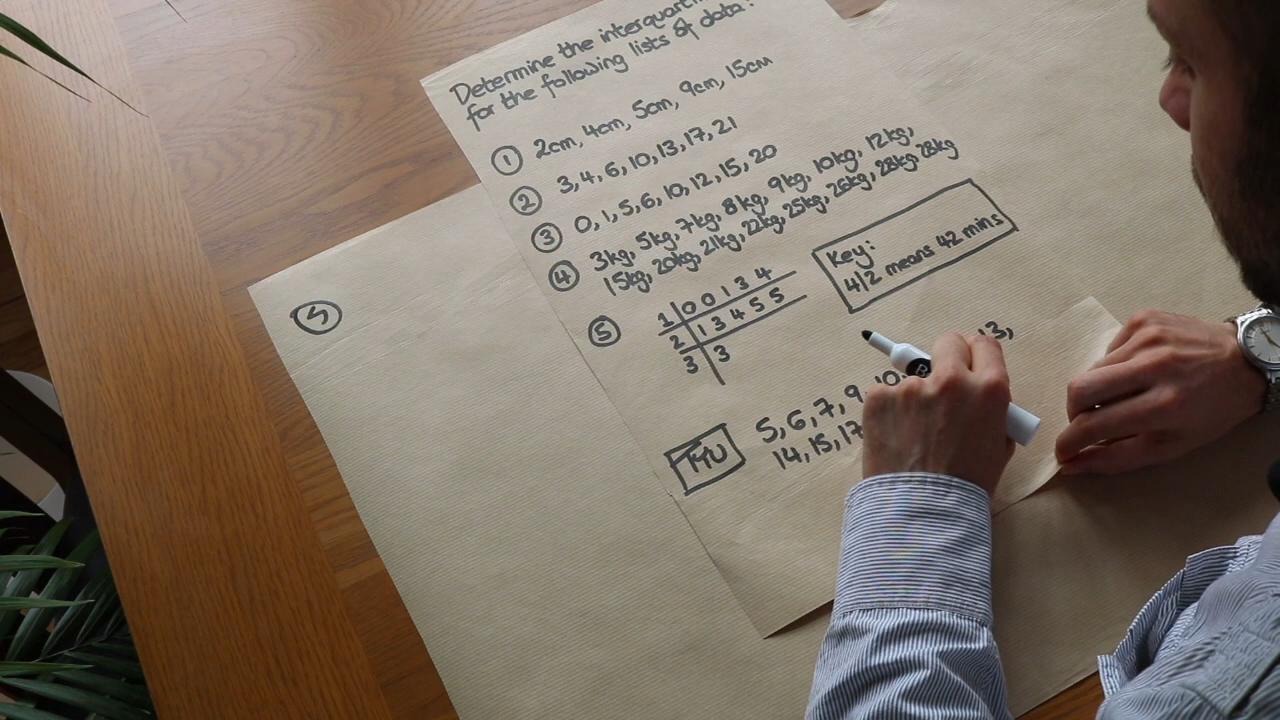 Determine the
for the following lists of data:
① 2cm, 4cm, 5cm, 9cm, 15cm
② 3, 4, 6, 10, 13, 17, 21
③ 0, 1, 5, 6, 10, 12, 15, 20
④ 3kg, 5kg, 7kg, 8kg, 9kg, 10kg, 12kg,
15kg, 20kg, 21kg, 22kg, 25kg, 26kg, 28kg, 28kg
Key:
4|2 means 42 mins
⑤ 1|0 0 1 3 4
2|1 3 4 5 5
3|3
TYU 5, 6, 7, 9, 10, 13,
14, 15, 17
⑤